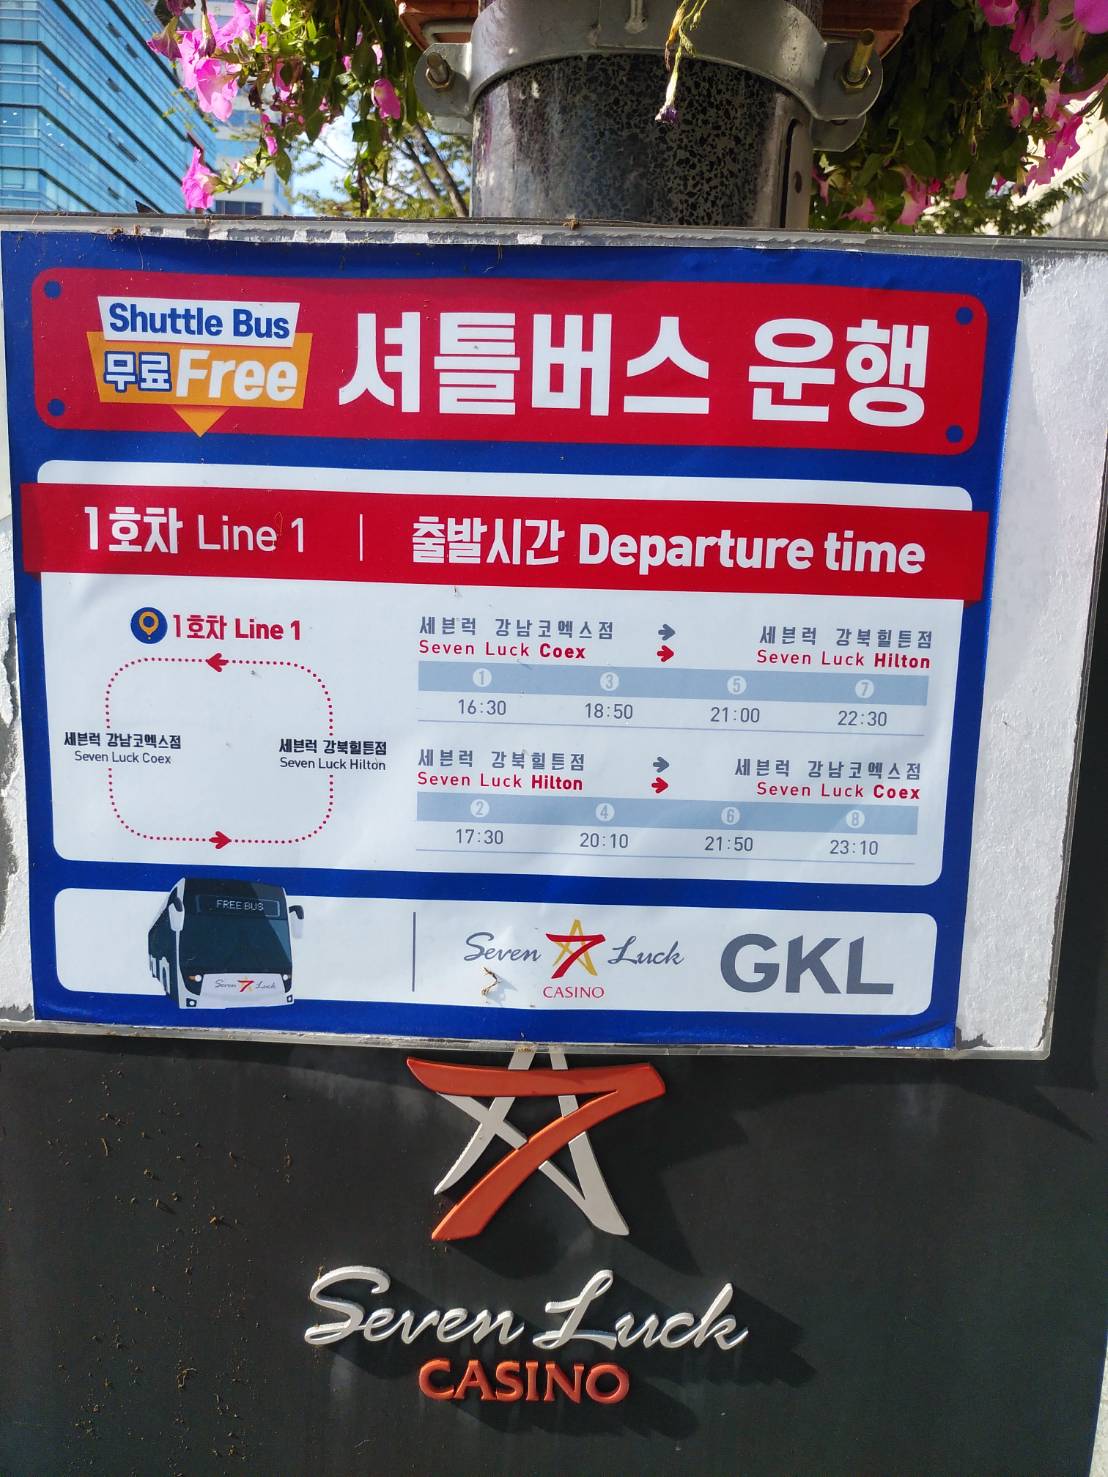 Shuttle Bus
무료 Free
셔틀버스 운행
1호차 Line 1 | 출발시간 Departure time
1호차 Line 1
세븐럭 강남코엑스점
Seven Luck Coex
세븐럭 강북힐튼점
Seven Luck Hilton
세븐럭 강남코엑스점 → 세븐럭 강북힐튼점
Seven Luck Coex → Seven Luck Hilton
① ③ ⑤ ⑦
16:30 18:50 21:00 22:30
세븐럭 강북힐튼점 → 세븐럭 강남코엑스점
Seven Luck Hilton → Seven Luck Coex
② ④ ⑥ ⑧
17:30 20:10 21:50 23:10
FREE BUS
Seven 7 Luck
Seven 7 Luck
CASINO
GKL
7
Seven Luck
CASINO